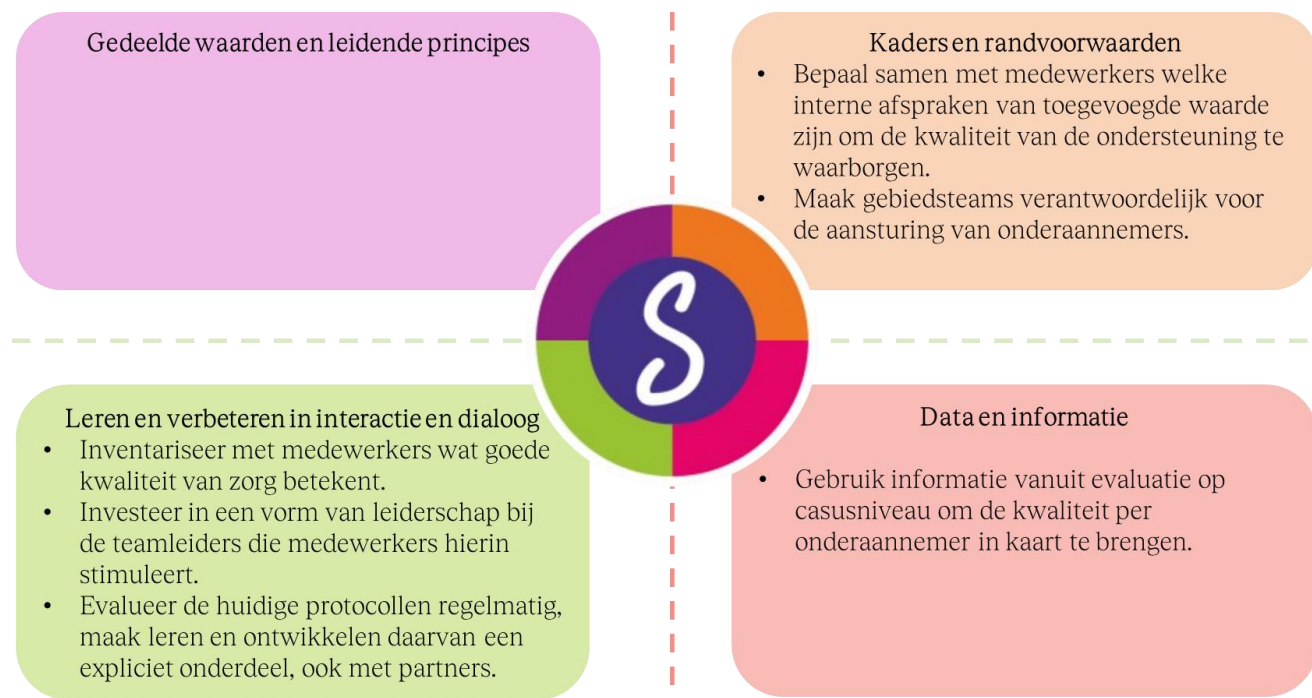 Gedeelde waarden en leidende principes
Kaders en randvoorwaarden
• Bepaal samen met medewerkers welke
interne afspraken van toegevoegde waarde
zijn om de kwaliteit van de ondersteuning te
waarborgen.
• Maak gebiedsteams verantwoordelijk voor
de aansturing van onderaannemers.
S
Leren en verbeteren in interactie en dialoog
• Inventariseer met medewerkers wat goede
kwaliteit van zorg betekent.
• Investeer in een vorm van leiderschap bij
de teamleiders die medewerkers hierin
stimuleert.
• Evalueer de huidige protocollen regelmatig,
maak leren en ontwikkelen daarvan een
expliciet onderdeel, ook met partners.
Data en informatie
• Gebruik informatie vanuit evaluatie op
casusniveau om de kwaliteit per
onderaannemer in kaart te brengen.